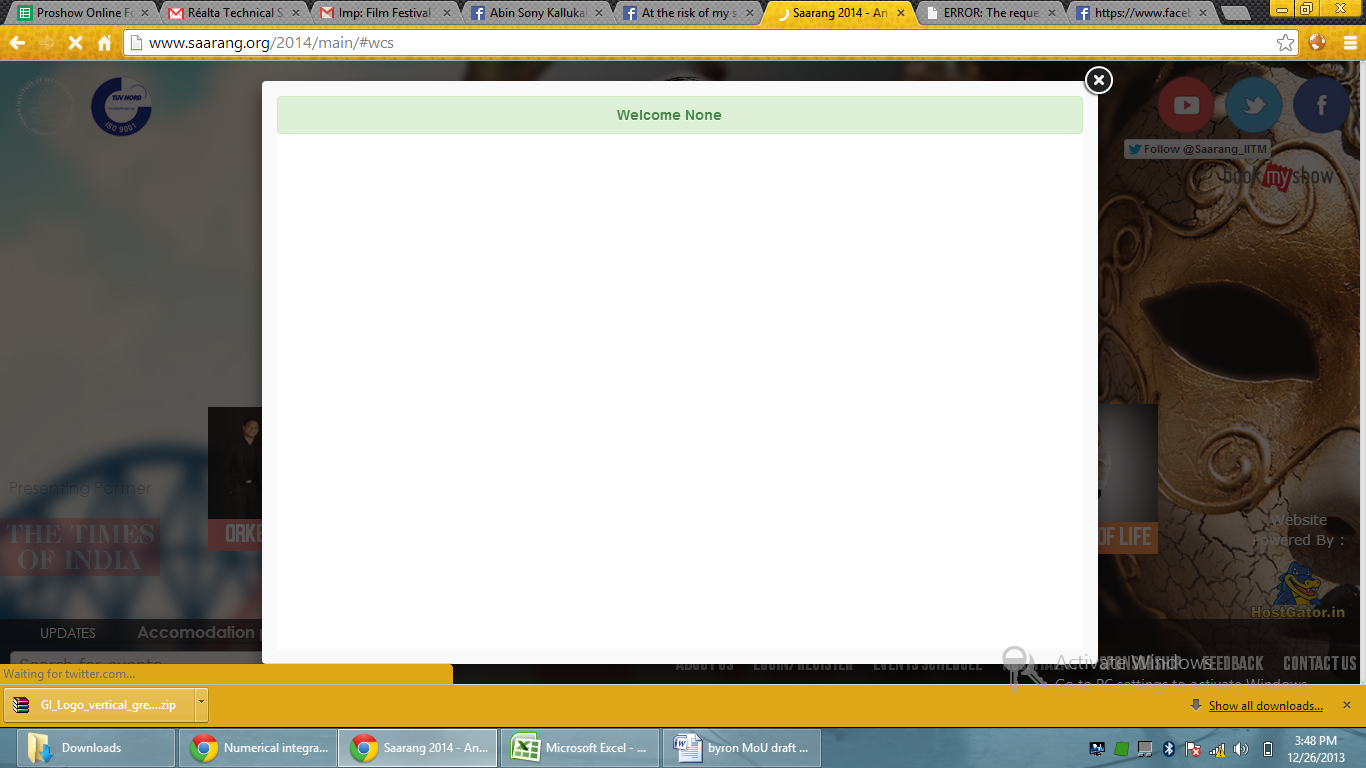 Proshow Online Fo
Réalta Technical S
Imp: Film Festival
Abin Sony Kalluka
At the risk of my s
Saarang 2014 - An
ERROR: The reque
https://www.facel
www.saarang.org/2014/main/#wcs
TUV NORD
ISO 9001
Welcome None
Follow @Saarang_IITM
book my show
Presenting Partner
THE TIMES
OF INDIA
ORKE
OF LIFE
Website
Powered By :
HostGator.in
UPDATES
Accomodation p
Search for events
ABOUT US
LOGIN/REGISTER
EVENTS SCHEDULE
FEEDBACK
CONTACT US
Activate Windows
Go to PC settings to activate Windows.
Waiting for twitter.com...
GI_Logo_vertical_gre....zip
Show all downloads...
Downloads
Numerical integra...
Saarang 2014 - An...
Microsoft Excel - ...
byron MoU draft ...
3:48 PM
12/26/2013